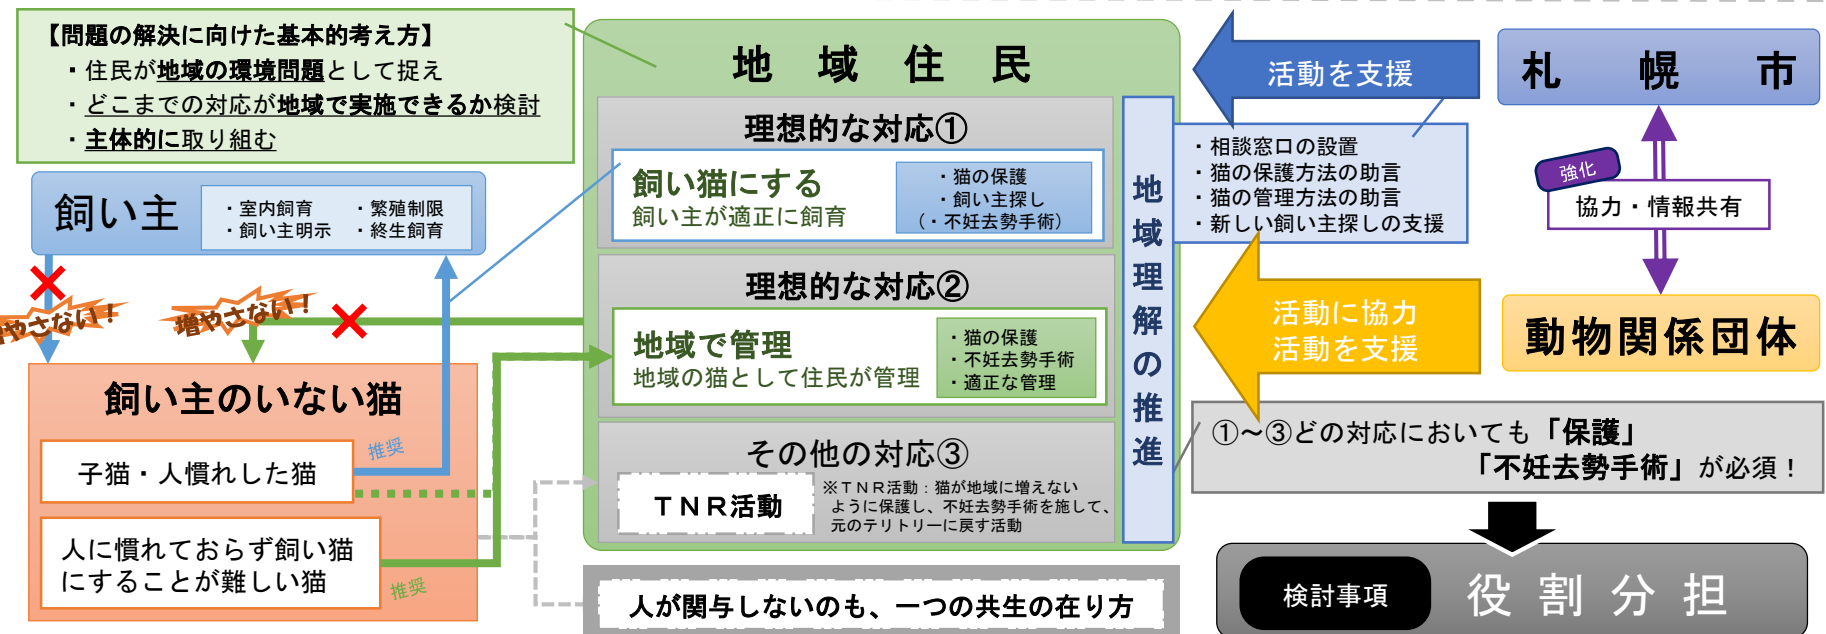 【問題の解決に向けた基本的考え方】
・住民が地域の環境問題として捉え
・どこまでの対応が地域で実施できるか検討
・主体的に取り組む
飼い主
・室内飼育　・繁殖制限
・飼い主明示　・終生飼育
やさない！
増やさない！
飼い主のいない猫
子猫・人慣れした猫
推奨
人に慣れておらず飼い猫
にすることが難しい猫
推奨
地域住民
理想的な対応①
飼い猫にする
飼い主が適正に飼育
・猫の保護
・飼い主探し
（・不妊去勢手術）
理想的な対応②
地域で管理
地域の猫として住民が管理
・猫の保護
・不妊去勢手術
・適正な管理
その他の対応③
ＴＮＲ活動
※ＴＮＲ活動：猫が地域に増えない
ように保護し、不妊去勢手術を施して、
元のテリトリーに戻す活動
地域理解の推進
人が関与しないのも、一つの共生の在り方
活動を支援
・相談窓口の設置
・猫の保護方法の助言
・猫の管理方法の助言
・新しい飼い主探しの支援
活動に協力
活動を支援
札幌市
強化
協力・情報共有
動物関係団体
①～③どの対応においても「保護」
「不妊去勢手術」が必須！
検討事項
役割分担